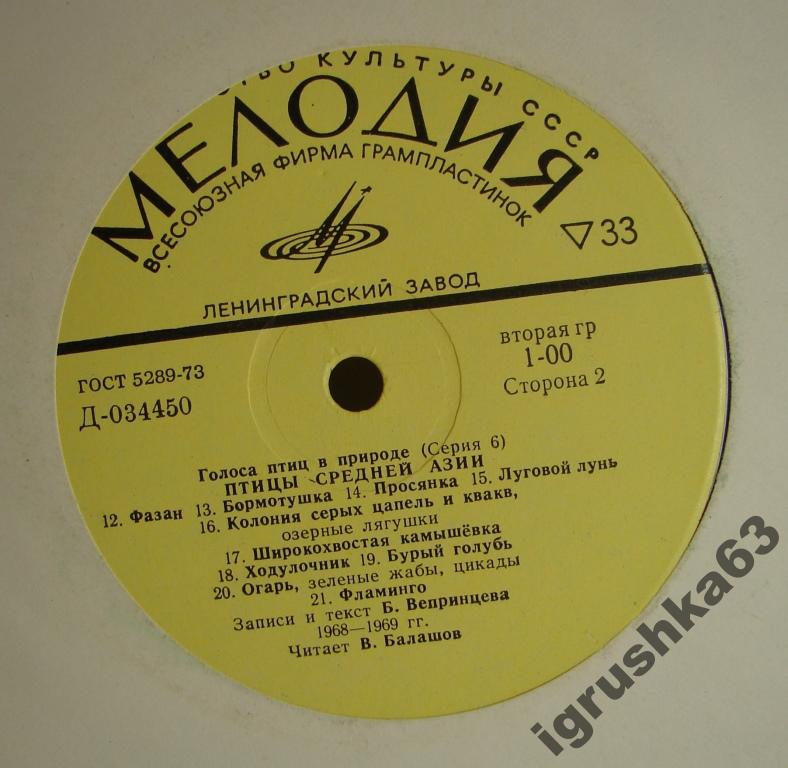 КУЛЬТУРЫ СССР
МЕЛОДИЯ
ВСЕСОЮЗНАЯ ФИРМА ГРАМПЛАСТИНОК
33
ЛЕНИНГРАДСКИЙ ЗАВОД
ГОСТ 5289-73
Д-034450
вторая гр
1-00
Сторона 2
Голоса птиц в природе (Серия 6)
ПТИЦЫ СРЕДНЕЙ АЗИИ
12. Фазан 13. Бормотушка 14. Просянка 15. Луговой лунь
16. Колония серых цапель и квакв,
озерные лягушки
17. Широкохвостая камышёвка
18. Ходулочник 19. Бурый голубь
20. Огарь, зеленые жабы, цикады
21. Фламинго
Записи и текст Б. Вепринцева
1968—1969 гг.
Читает В. Балашов
igrushka63